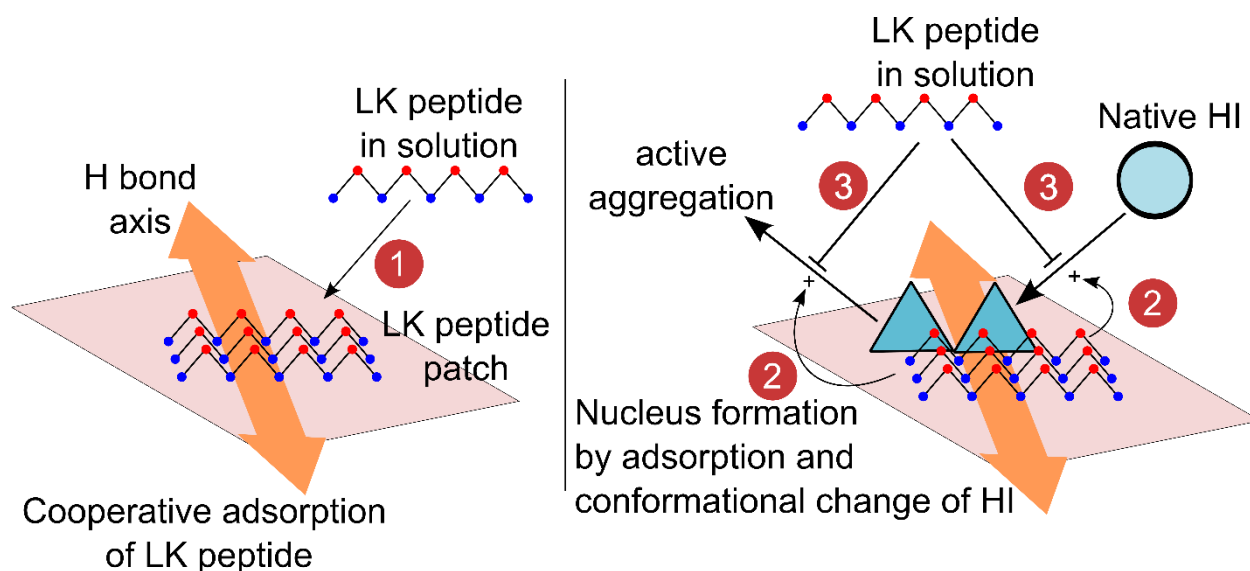 LK peptide
in solution
H bond
axis
1
LK peptide
patch
Cooperative adsorption
of LK peptide
LK peptide
in solution
Native HI
active
aggregation
3
3
+
+
2
2
Nucleus formation
by adsorption and
conformational change of HI